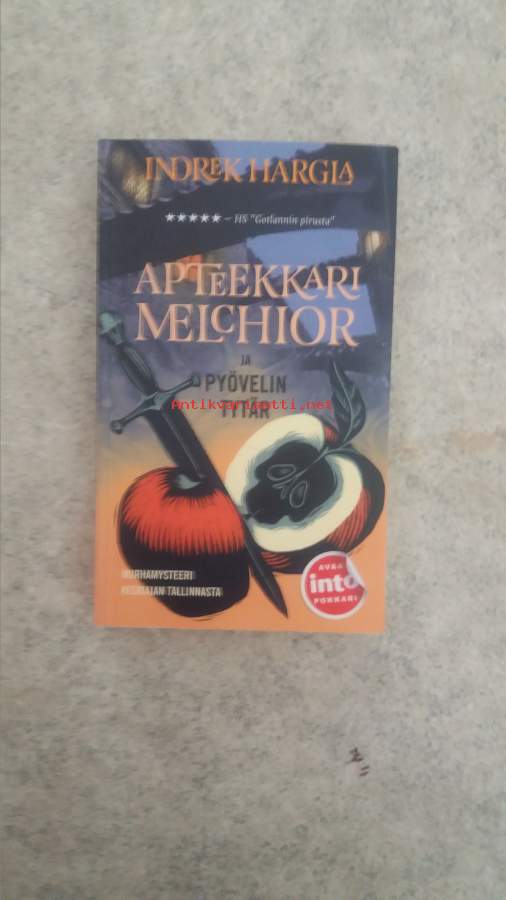 INDREK HARGLA
★★★★★ – HS "Gotlannin pirusta"
APTEEKKARI
MELCHIOR
JA
PYÖVELIN
TYTÄR
Antikvariaatti.net
MURHAMYSTEERI
KESKIAJAN TALLINNASTA
AVAA
into
POKKARI